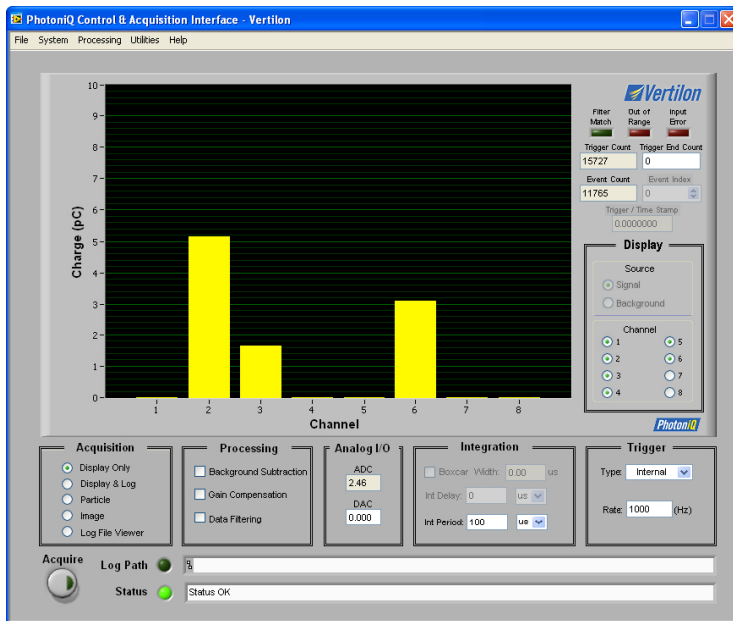 PhotoniQ Control & Acquisition Interface - Vertilon
File System Processing Utilities Help
Vertilon
Filter Match Out of Range Input Error
Trigger Count Trigger End Count
15727 0
Event Count Event Index
11765 0
Trigger / Time Stamp
0.0000000
Display
Source
Signal
Background
Channel
1 5
2 6
3 7
4 8
PhotoniQ
Charge (pC)
10
9
8
7
6
5
4
3
2
1
0
1 2 3 4 5 6 7 8
Channel
Acquisition
Display Only
Display & Log
Particle
Image
Log File Viewer
Processing
Background Subtraction
Gain Compensation
Data Filtering
Analog I/O
ADC
2.46
DAC
0.000
Integration
Boxcar Width: 0.00 us
Int Delay: 0 us
Int Period: 100 us
Trigger
Type: Internal
Rate: 1000 (Hz)
Acquire
Log Path %
Status Status OK